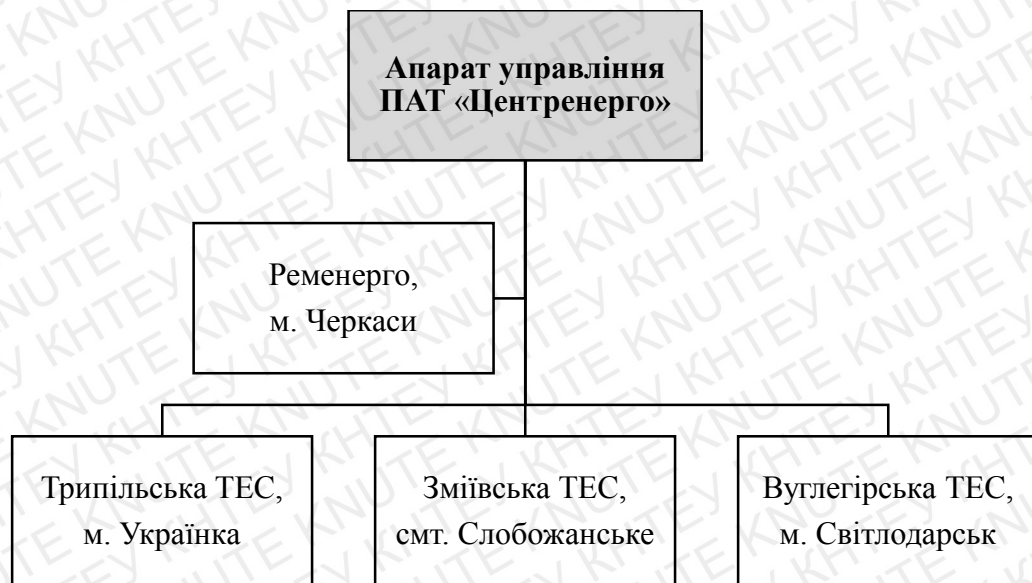 Апарат управління
ПАТ «Центренерго»
Ременерго,
м. Черкаси
Трипільська ТЕС,
м. Українка
Зміївська ТЕС,
смт. Слобожанське
Вуглегірська ТЕС,
м. Світлодарськ